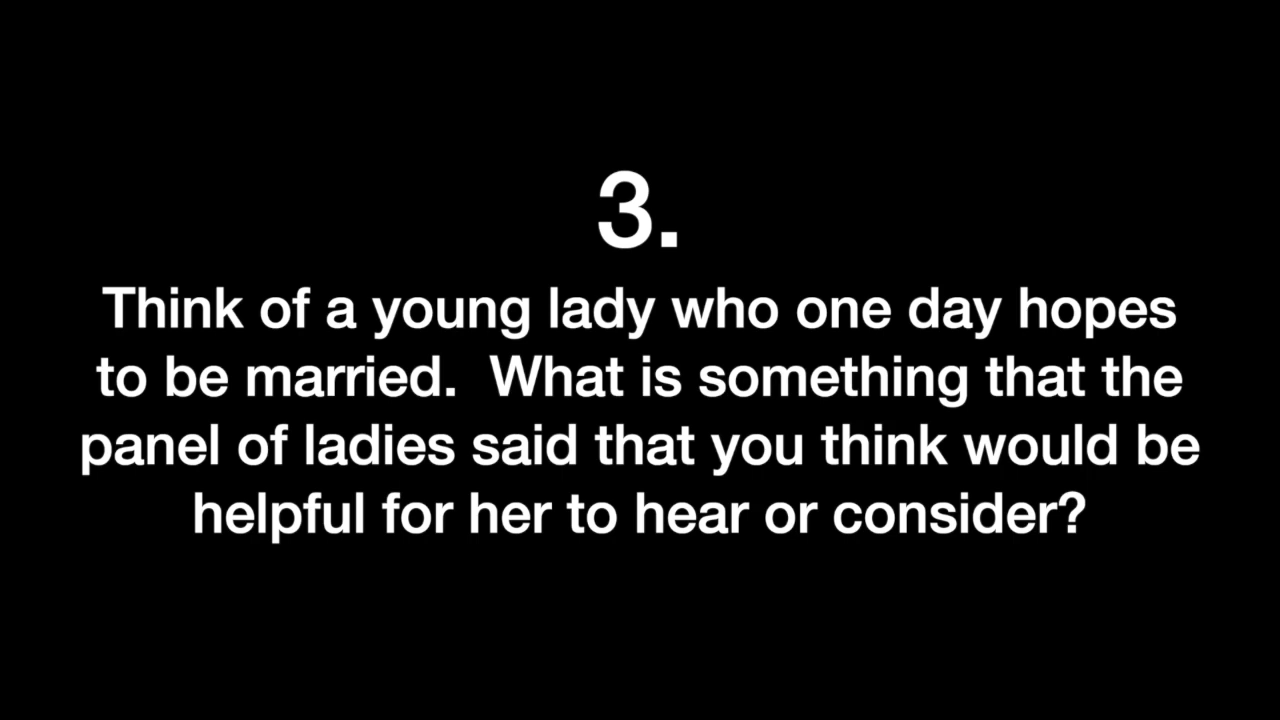 3.
Think of a young lady who one day hopes
to be married.  What is something that the
panel of ladies said that you think would be
helpful for her to hear or consider?